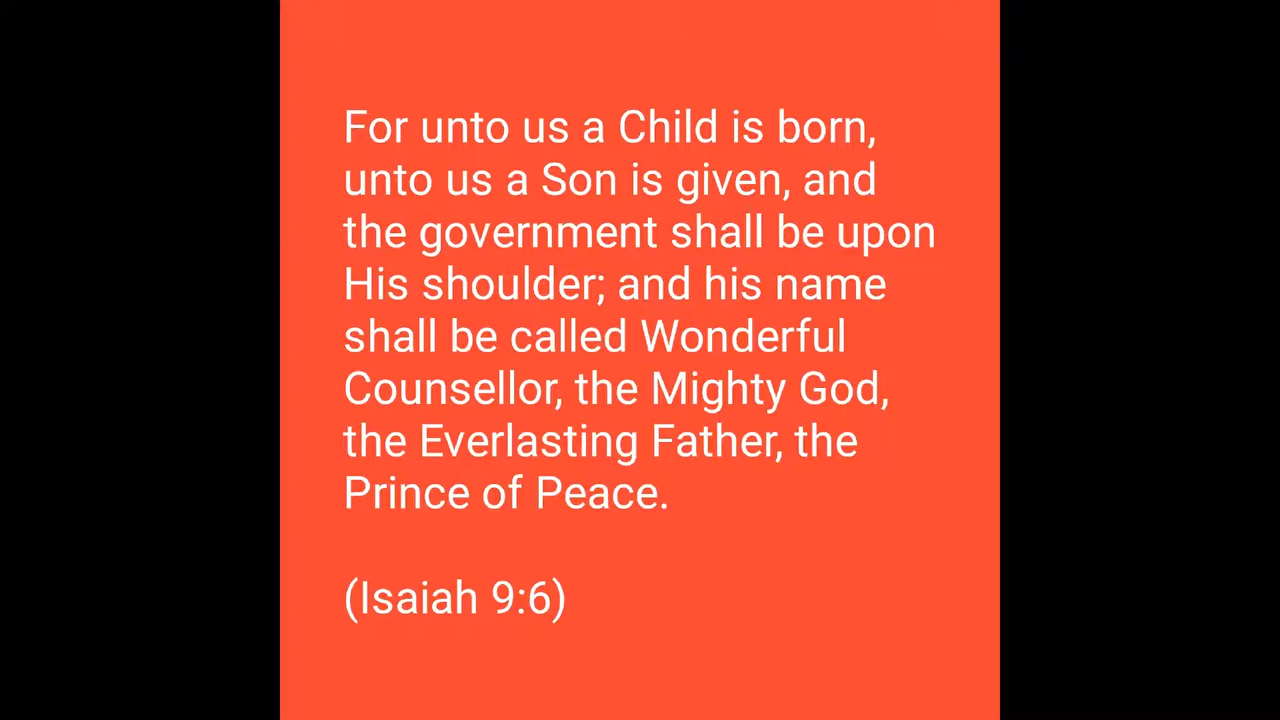 For unto us a Child is born,
unto us a Son is given, and
the government shall be upon
His shoulder; and his name
shall be called Wonderful
Counsellor, the Mighty God,
the Everlasting Father, the
Prince of Peace.
(Isaiah 9:6)